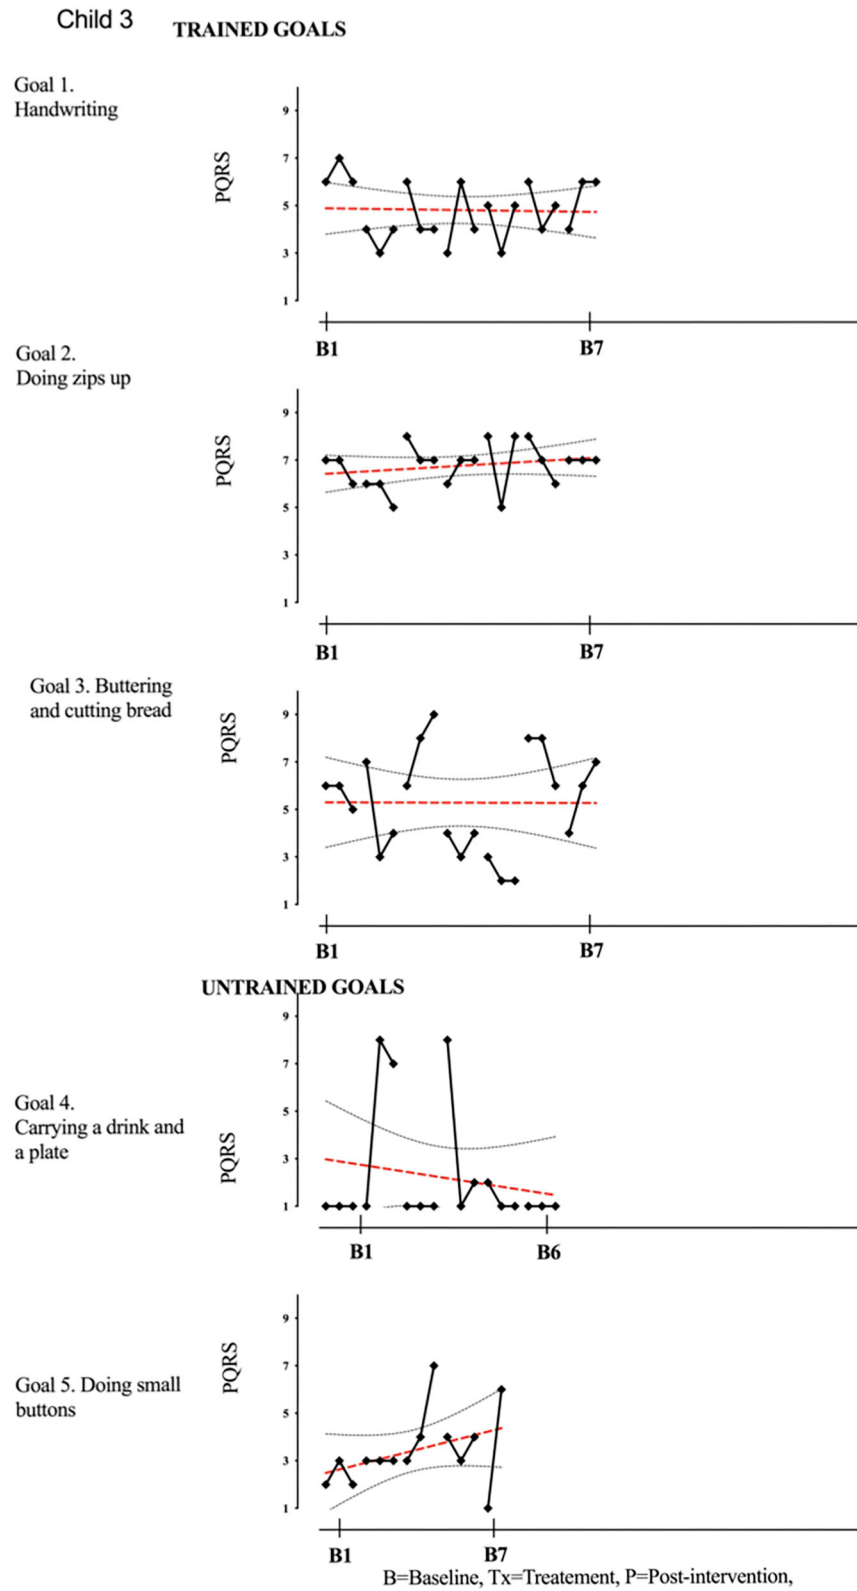 Child 3
TRAINED GOALS
Goal 1.
Handwriting
PQRS
9
7
5
3
1
B1 B7
Goal 2.
Doing zips up
PQRS
9
7
5
3
1
B1 B7
Goal 3. Buttering
and cutting bread
PQRS
9
7
5
3
1
B1 B7
UNTRAINED GOALS
Goal 4.
Carrying a drink and
a plate
PQRS
9
7
5
3
1
B1 B6
Goal 5. Doing small
buttons
PQRS
9
7
5
3
1
B1 B7
B=Baseline, Tx=Treatement, P=Post-intervention,